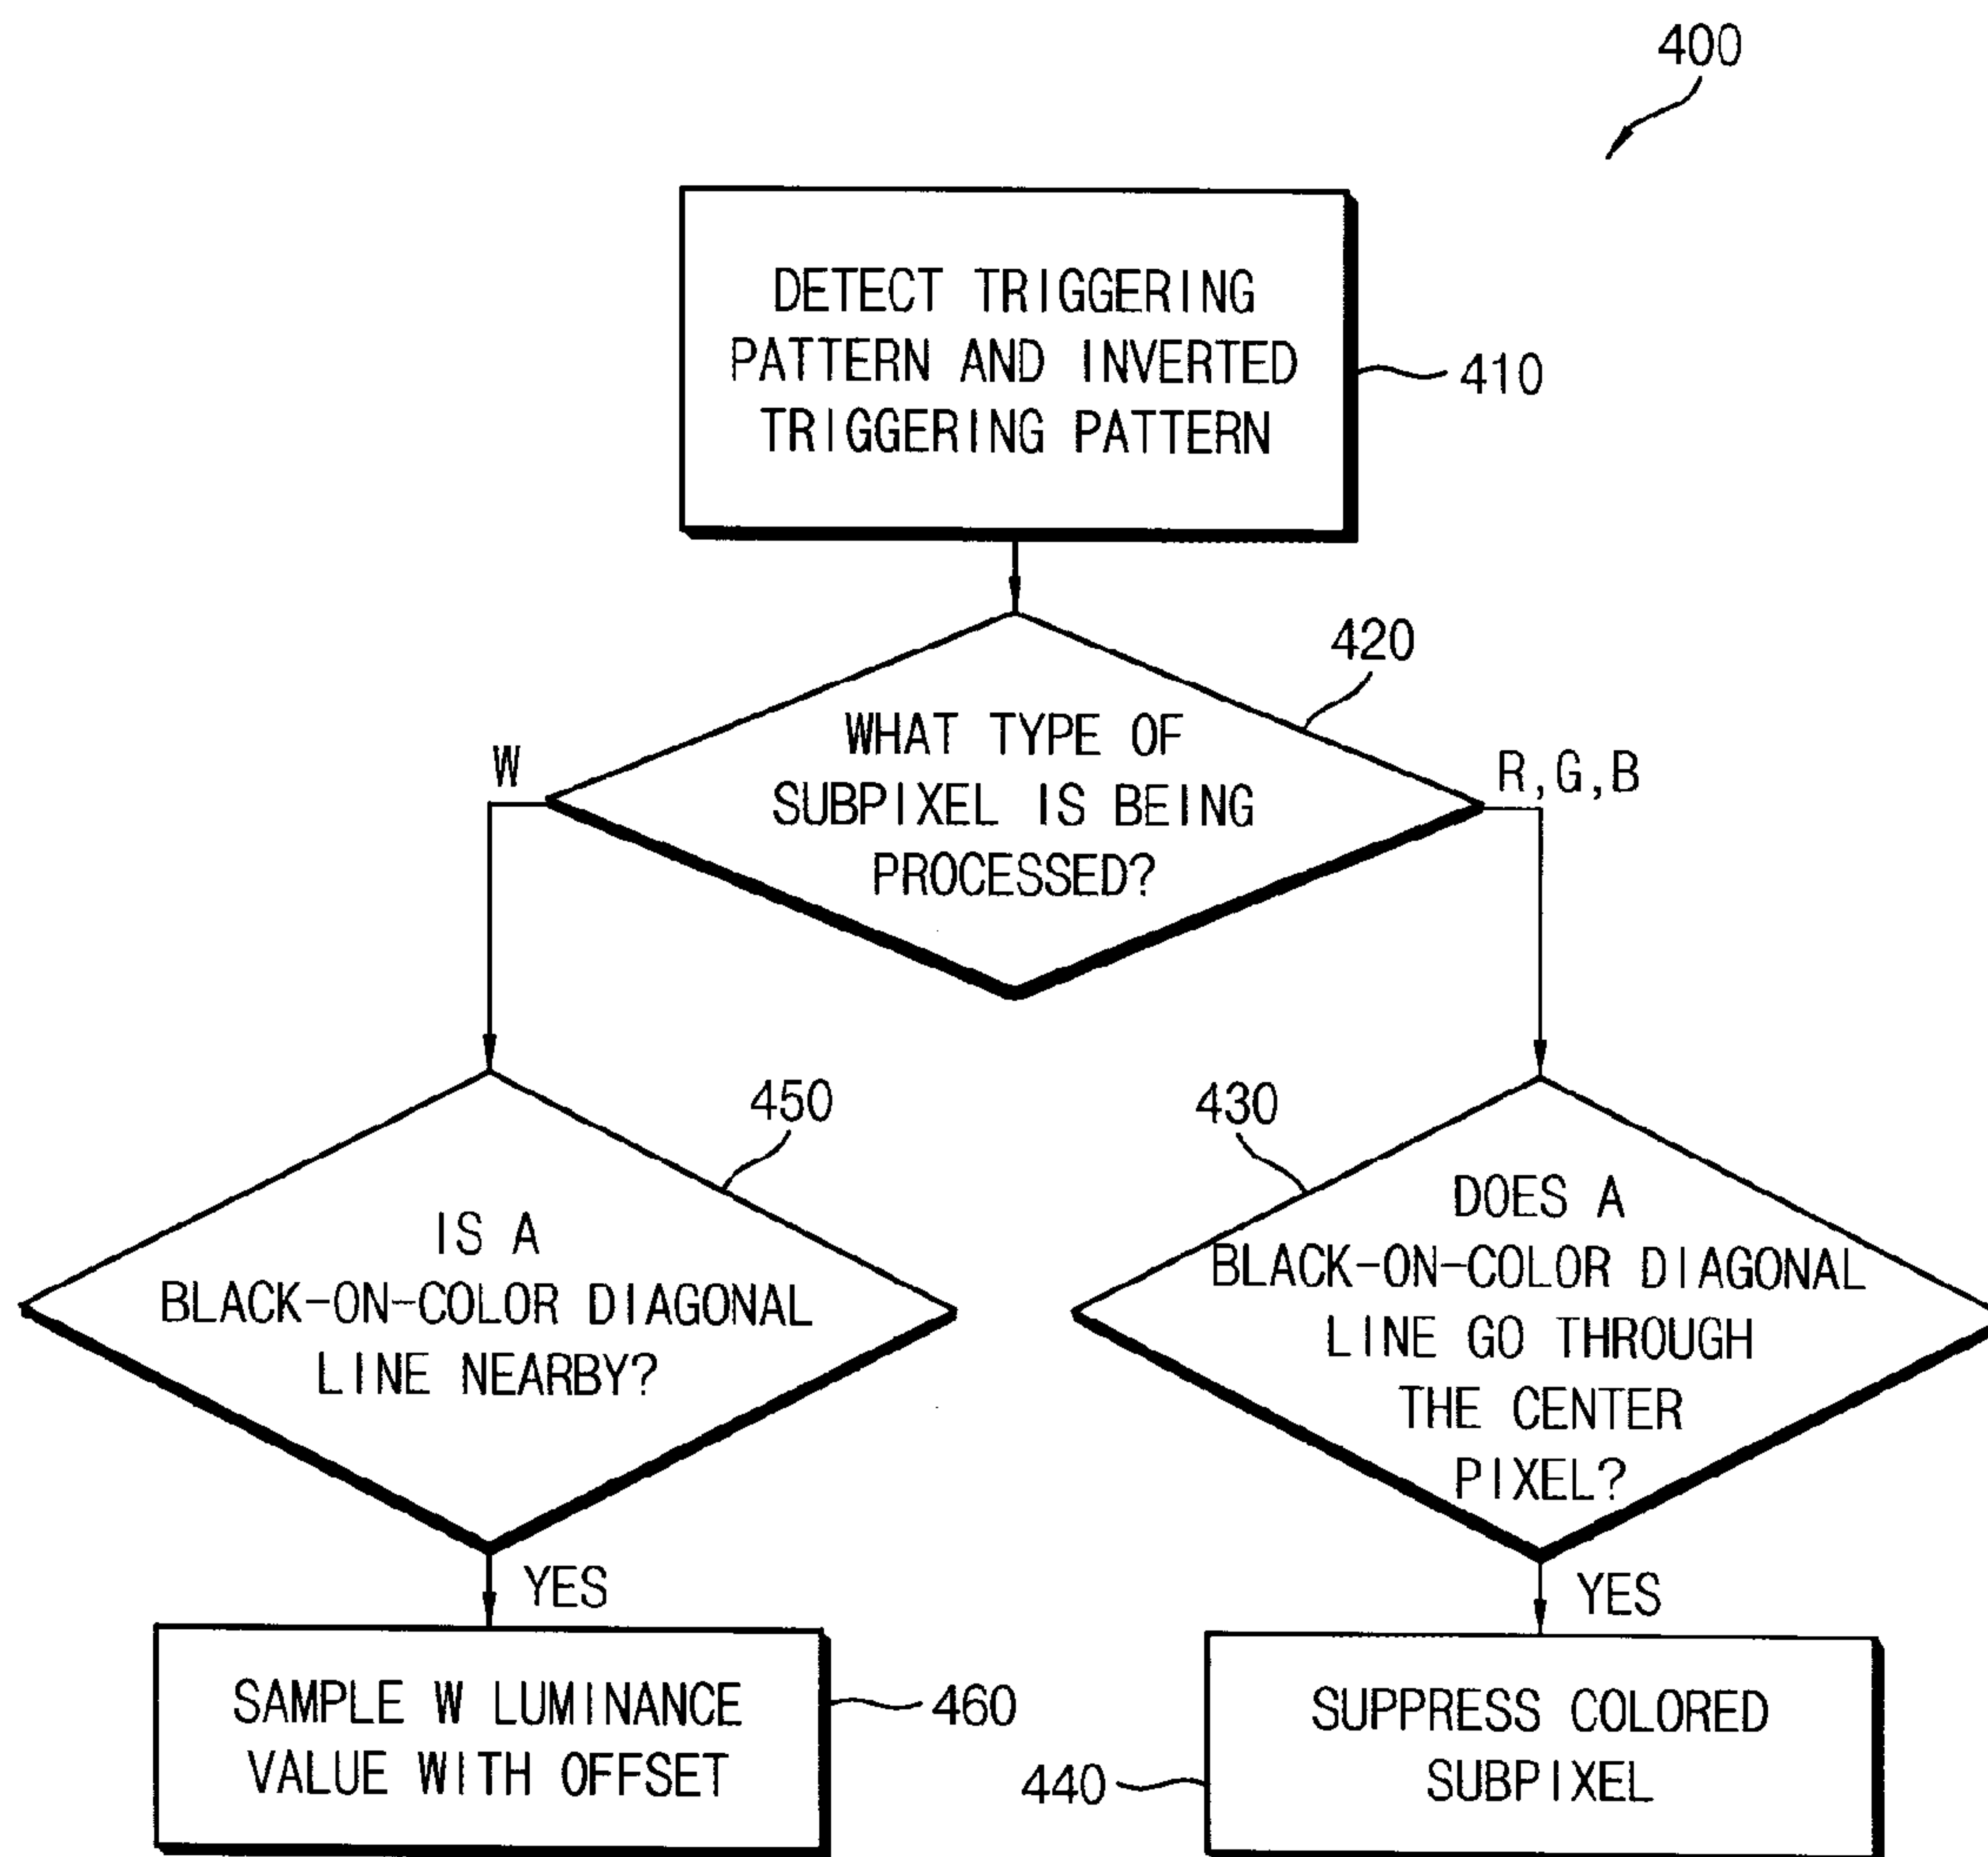 400
DETECT TRIGGERING
PATTERN AND INVERTED
TRIGGERING PATTERN
410
420
WHAT TYPE OF
SUBPIXEL IS BEING
PROCESSED?
W
R,G,B
450
IS A
BLACK-ON-COLOR DIAGONAL
LINE NEARBY?
430
DOES A
BLACK-ON-COLOR DIAGONAL
LINE GO THROUGH
THE CENTER
PIXEL?
YES
YES
SAMPLE W LUMINANCE
VALUE WITH OFFSET
460
440
SUPPRESS COLORED
SUBPIXEL